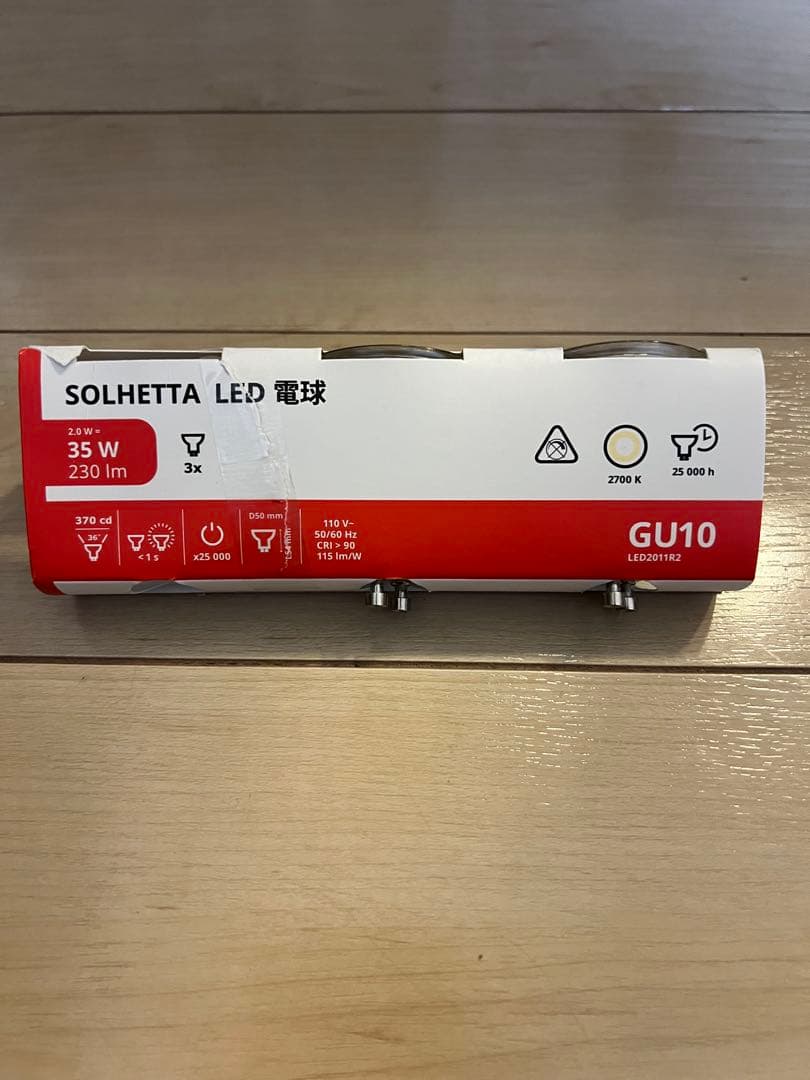 SOLHETTA LED 電球
2.0 W =
35 W
230 lm
3x
2700 K
25 000 h
370 cd
36°
< 1 s
x25 000
D50 mm
L54 mm
110 V~
50/60 Hz
CRI > 90
115 lm/W
GU10
LED2011R2